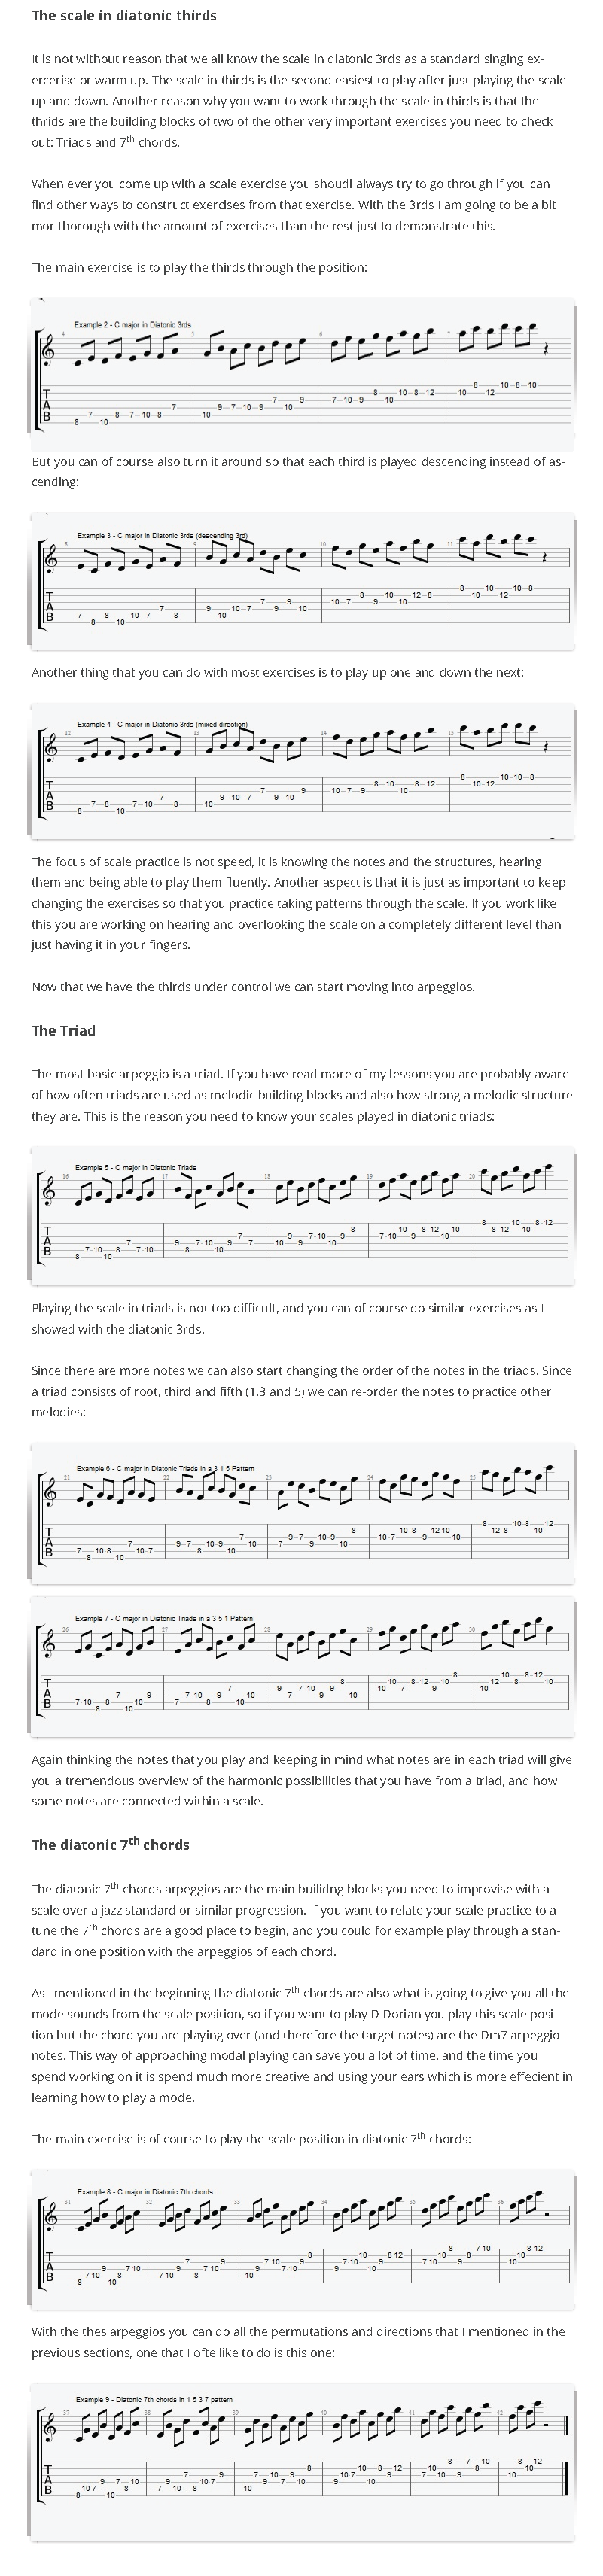 The scale in diatonic thirds
It is not without reason that we all know the scale in diatonic 3rds as a standard singing ex-
ercerise or warm up. The scale in thirds is the second easiest to play after just playing the scale
up and down. Another reason why you want to work through the scale in thirds is that the
thrids are the building blocks of two of the other very important exercises you need to check
out: Triads and 7th chords.
When ever you come up with a scale exercise you shoudl always try to go through if you can
find other ways to construct exercises from that exercise. With the 3rds I am going to be a bit
mor thorough with the amount of exercises than the rest just to demonstrate this.
The main exercise is to play the thirds through the position:
Example 2 - C major in Diatonic 3rds
But you can of course also turn it around so that each third is played descending instead of as-
cending:
Example 3 - C major in Diatonic 3rds (descending 3rd)
Another thing that you can do with most exercises is to play up one and down the next:
Example 4 - C major in Diatonic 3rds (mixed direction)
The focus of scale practice is not speed, it is knowing the notes and the structures, hearing
them and being able to play them fluently. Another aspect is that it is just as important to keep
changing the exercises so that you practice taking patterns through the scale. If you work like
this you are working on hearing and overlooking the scale on a completely different level than
just having it in your fingers.
Now that we have the thirds under control we can start moving into arpeggios.
The Triad
The most basic arpeggio is a triad. If you have read more of my lessons you are probably aware
of how often triads are used as melodic building blocks and also how strong a melodic structure
they are. This is the reason you need to know your scales played in diatonic triads:
Example 5 - C major in Diatonic Triads
Playing the scale in triads is not too difficult, and you can of course do similar exercises as I
showed with the diatonic 3rds.
Since there are more notes we can also start changing the order of the notes in the triads. Since
a triad consists of root, third and fifth (1,3 and 5) we can re-order the notes to practice other
melodies:
Example 6 - C major in Diatonic Triads in a 3 1 5 Pattern
Example 7 - C major in Diatonic Triads in a 3 5 1 Pattern
Again thinking the notes that you play and keeping in mind what notes are in each triad will give
you a tremendous overview of the harmonic possibilities that you have from a triad, and how
some notes are connected within a scale.
The diatonic 7th chords
The diatonic 7th chords arpeggios are the main builidng blocks you need to improvise with a
scale over a jazz standard or similar progression. If you want to relate your scale practice to a
tune the 7th chords are a good place to begin, and you could for example play through a stan-
dard in one position with the arpeggios of each chord.
As I mentioned in the beginning the diatonic 7th chords are also what is going to give you all the
mode sounds from the scale position, so if you want to play D Dorian you play this scale posi-
tion but the chord you are playing over (and therefore the target notes) are the Dm7 arpeggio
notes. This way of approaching modal playing can save you a lot of time, and the time you
spend working on it is spend much more creative and using your ears which is more effecient in
learning how to play a mode.
The main exercise is of course to play the scale position in diatonic 7th chords:
Example 8 - C major in Diatonic 7th chords
With the thes arpeggios you can do all the permutations and directions that I mentioned in the
previous sections, one that I ofte like to do is this one:
Example 9 - Diatonic 7th chords in 1 5 3 7 pattern